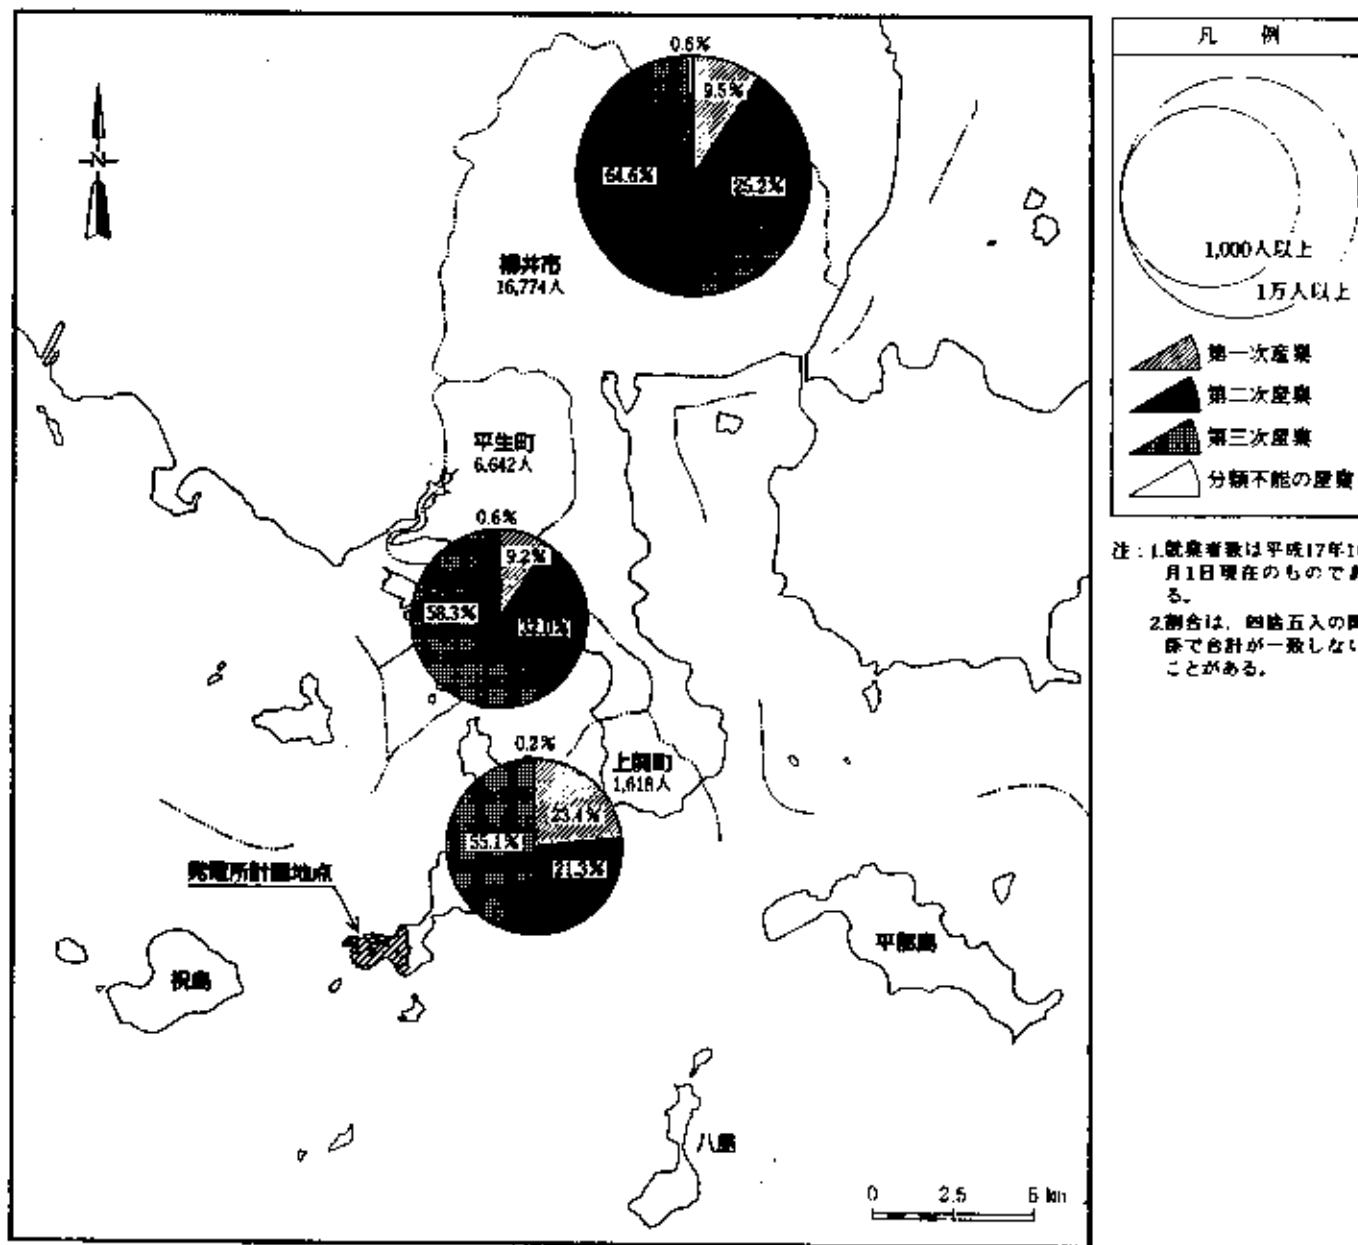 凡 例
1,000人以上
1万人以上
第一次産業
第二次産業
第三次産業
分類不能の産業
注：1.就業者数は平成17年10
月1日現在のものであ
る。
2.割合は、四捨五入の関
係で合計が一致しない
ことがある。
N
0.6%
9.5%
64.6%
25.2%
柳井市
16,774人
平生町
6,642人
0.6%
9.2%
58.3%
32.0%
0.2%
上関町
1,618人
23.4%
55.1%
21.3%
発電所計画地点
祝島
平郡島
八島
0 2.5 5 km